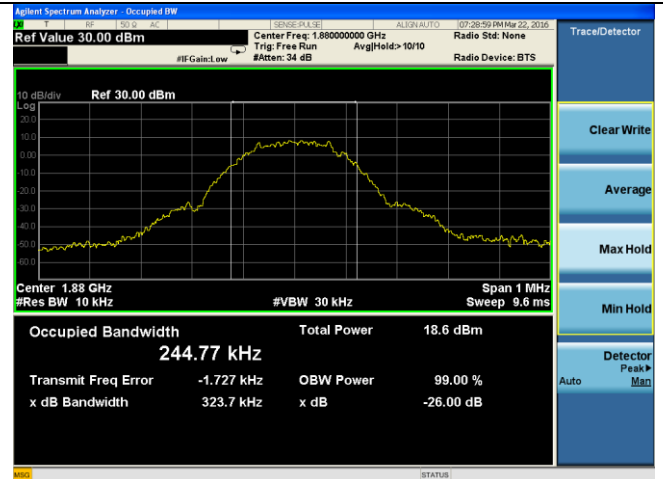 Agilent Spectrum Analyzer - Occupied BW
T RF 50 Ω AC SENSE:PULSE ALIGN AUTO 07:28:59 PM Mar 22, 2016
Ref Value 30.00 dBm
Center Freq: 1.880000000 GHz
Radio Std: None
Trig: Free Run Avg|Hold:> 10/10
#IFGain:Low
#Atten: 34 dB
Radio Device: BTS
Trace/Detector
10 dB/div Ref 30.00 dBm
Log
20.0
10.0
0.00
-10.0
-20.0
-30.0
-40.0
-50.0
-60.0
Center 1.88 GHz
Span 1 MHz
#Res BW 10 kHz
#VBW 30 kHz
Sweep 9.6 ms
Occupied Bandwidth
Total Power 18.6 dBm
244.77 kHz
Transmit Freq Error -1.727 kHz
OBW Power 99.00 %
x dB Bandwidth 323.7 kHz
x dB -26.00 dB
Clear Write
Average
Max Hold
Min Hold
Detector
Peak▶
Auto Man
MSG
STATUS